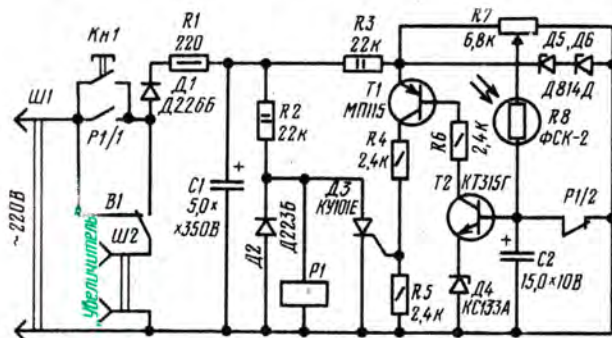 Кн1
R1
220
R3
22к
R7
6,8к
Д5, Д6
Д814Д
Ш1
Д1
Д226Б
Т1
МП115
R8
ФСК-2
Р1/1
R2
22к
R4
2,4к
R6
2,4к
Т2
КТ315Г
~220В
В1
С1
5,0×
×350В
Д3
КУ101Е
Р1/2
Ш2
„Увеличитель"
Д2
Д223Б
Р1
R5
2,4к
Д4
КС133А
С2
15,0×10В
+
+